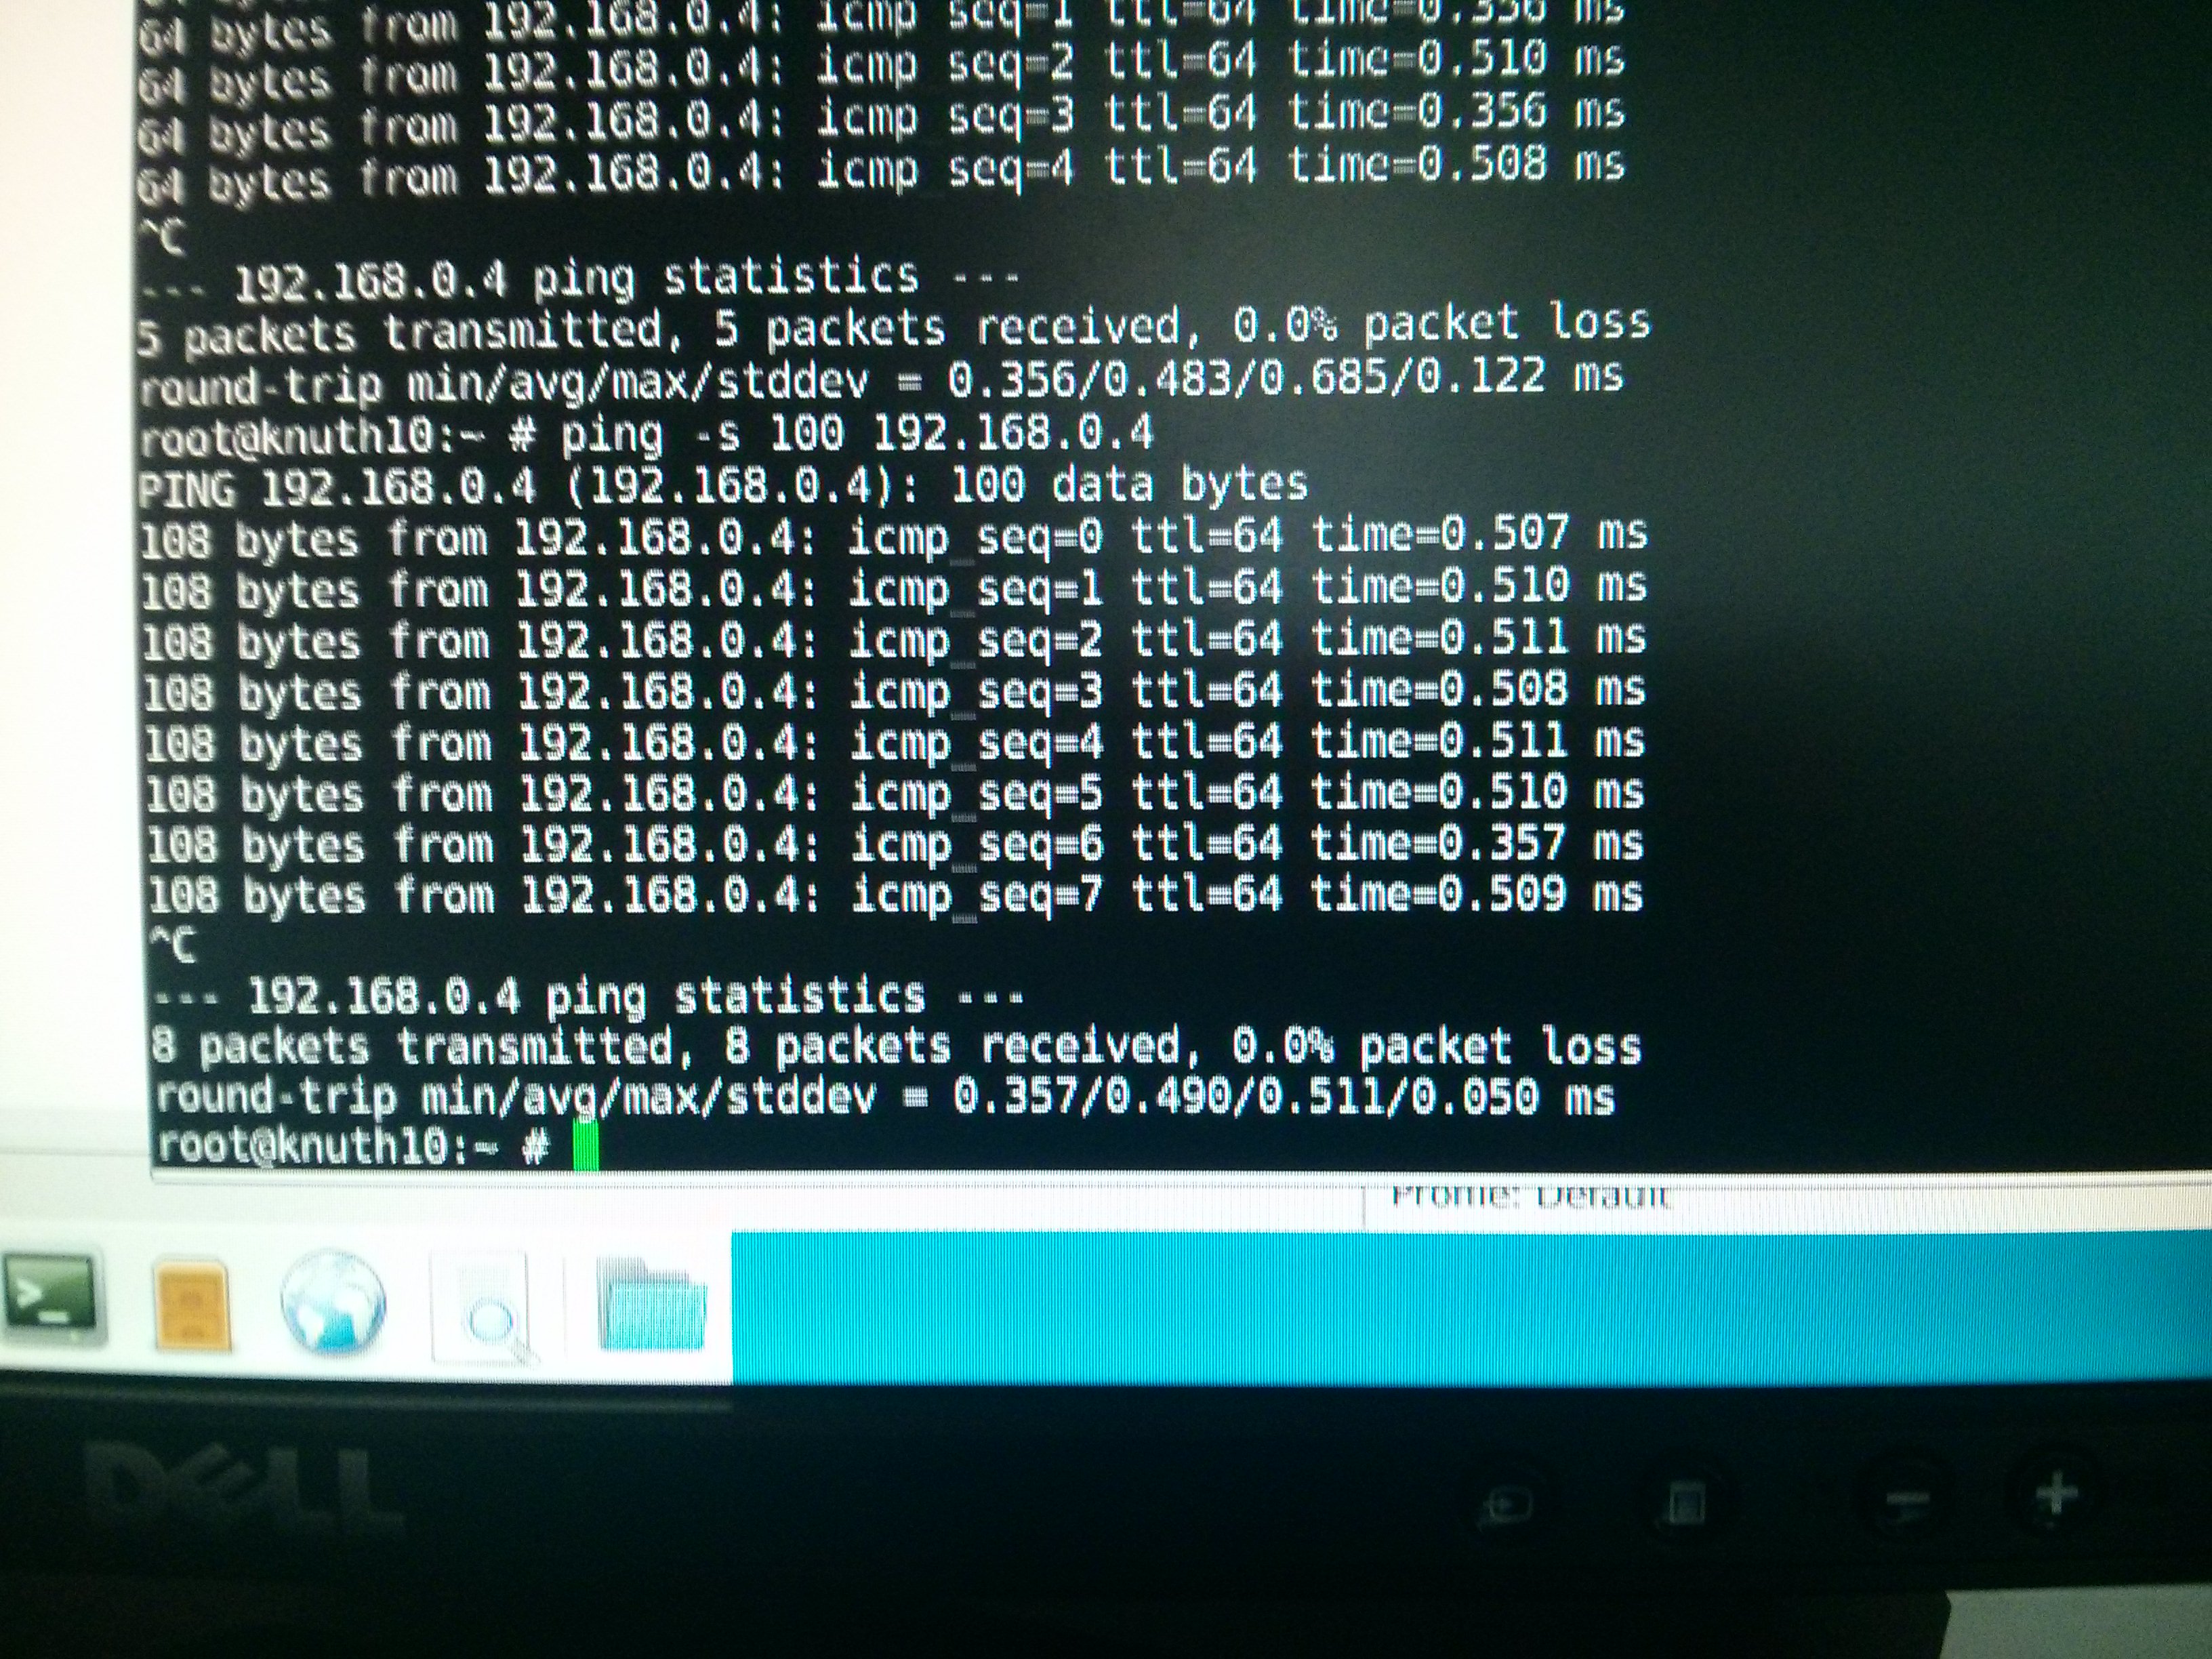 64 bytes from 192.168.0.4: icmp_seq=1 ttl=64 time=0.356 ms
64 bytes from 192.168.0.4: icmp_seq=2 ttl=64 time=0.510 ms
64 bytes from 192.168.0.4: icmp_seq=3 ttl=64 time=0.356 ms
64 bytes from 192.168.0.4: icmp_seq=4 ttl=64 time=0.508 ms
^C
--- 192.168.0.4 ping statistics ---
5 packets transmitted, 5 packets received, 0.0% packet loss
round-trip min/avg/max/stddev = 0.356/0.483/0.685/0.122 ms
root@knuth10:~ # ping -s 100 192.168.0.4
PING 192.168.0.4 (192.168.0.4): 100 data bytes
108 bytes from 192.168.0.4: icmp_seq=0 ttl=64 time=0.507 ms
108 bytes from 192.168.0.4: icmp_seq=1 ttl=64 time=0.510 ms
108 bytes from 192.168.0.4: icmp_seq=2 ttl=64 time=0.511 ms
108 bytes from 192.168.0.4: icmp_seq=3 ttl=64 time=0.508 ms
108 bytes from 192.168.0.4: icmp_seq=4 ttl=64 time=0.511 ms
108 bytes from 192.168.0.4: icmp_seq=5 ttl=64 time=0.510 ms
108 bytes from 192.168.0.4: icmp_seq=6 ttl=64 time=0.357 ms
108 bytes from 192.168.0.4: icmp_seq=7 ttl=64 time=0.509 ms
^C
--- 192.168.0.4 ping statistics ---
8 packets transmitted, 8 packets received, 0.0% packet loss
round-trip min/avg/max/stddev = 0.357/0.490/0.511/0.050 ms
root@knuth10:~ #
Profile: Default
>_
DELL